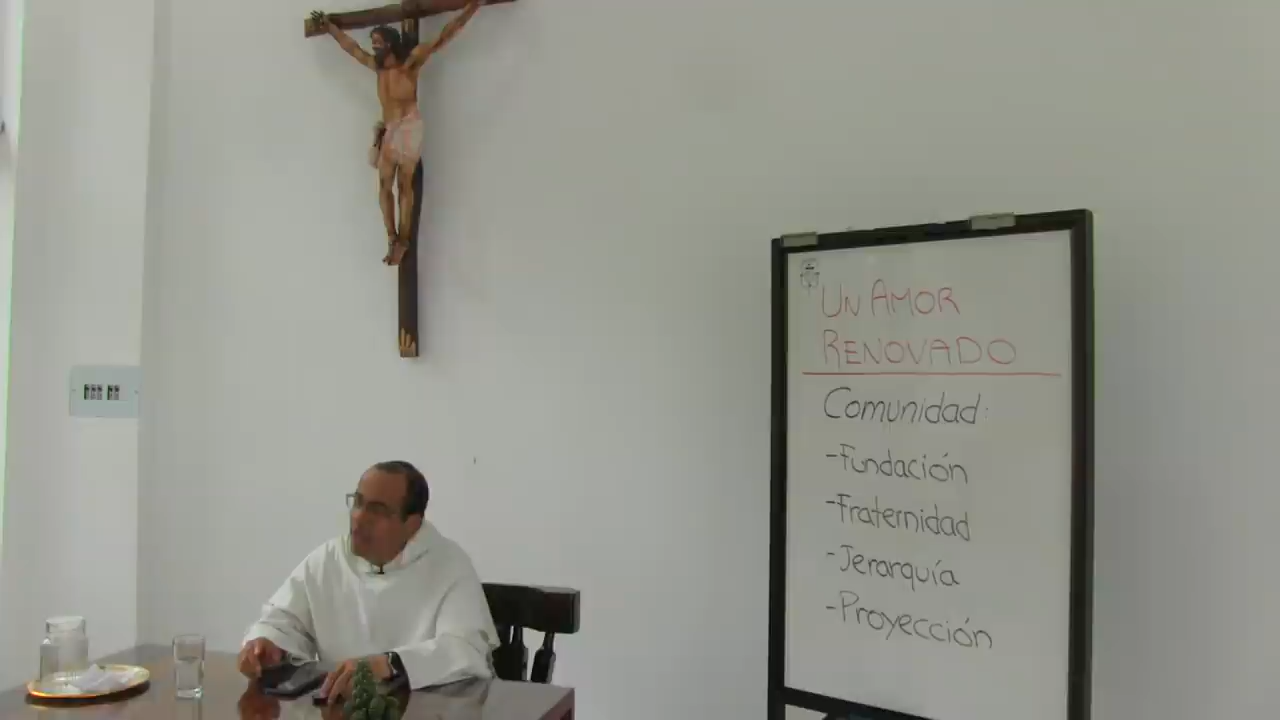 UN AMOR
RENOVADO
Comunidad:
-Fundación
-Fraternidad
-Jerarquía
-Proyección